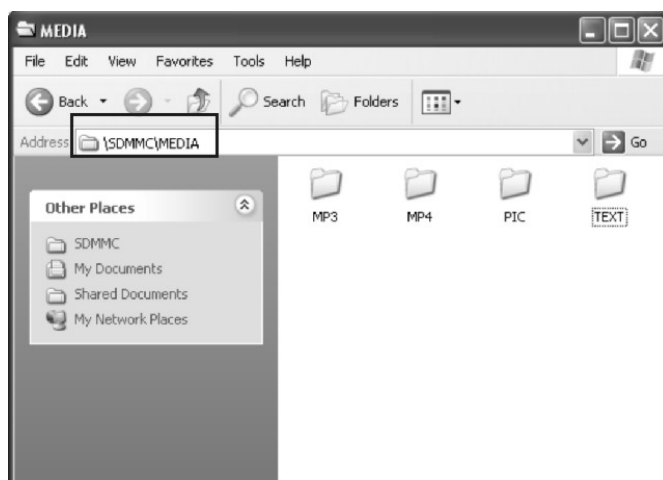 MEDIA
File Edit View Favorites Tools Help
Back Search Folders
Address \SDMMC\MEDIA Go
Other Places
SDMMC
My Documents
Shared Documents
My Network Places
MP3 MP4 PIC TEXT